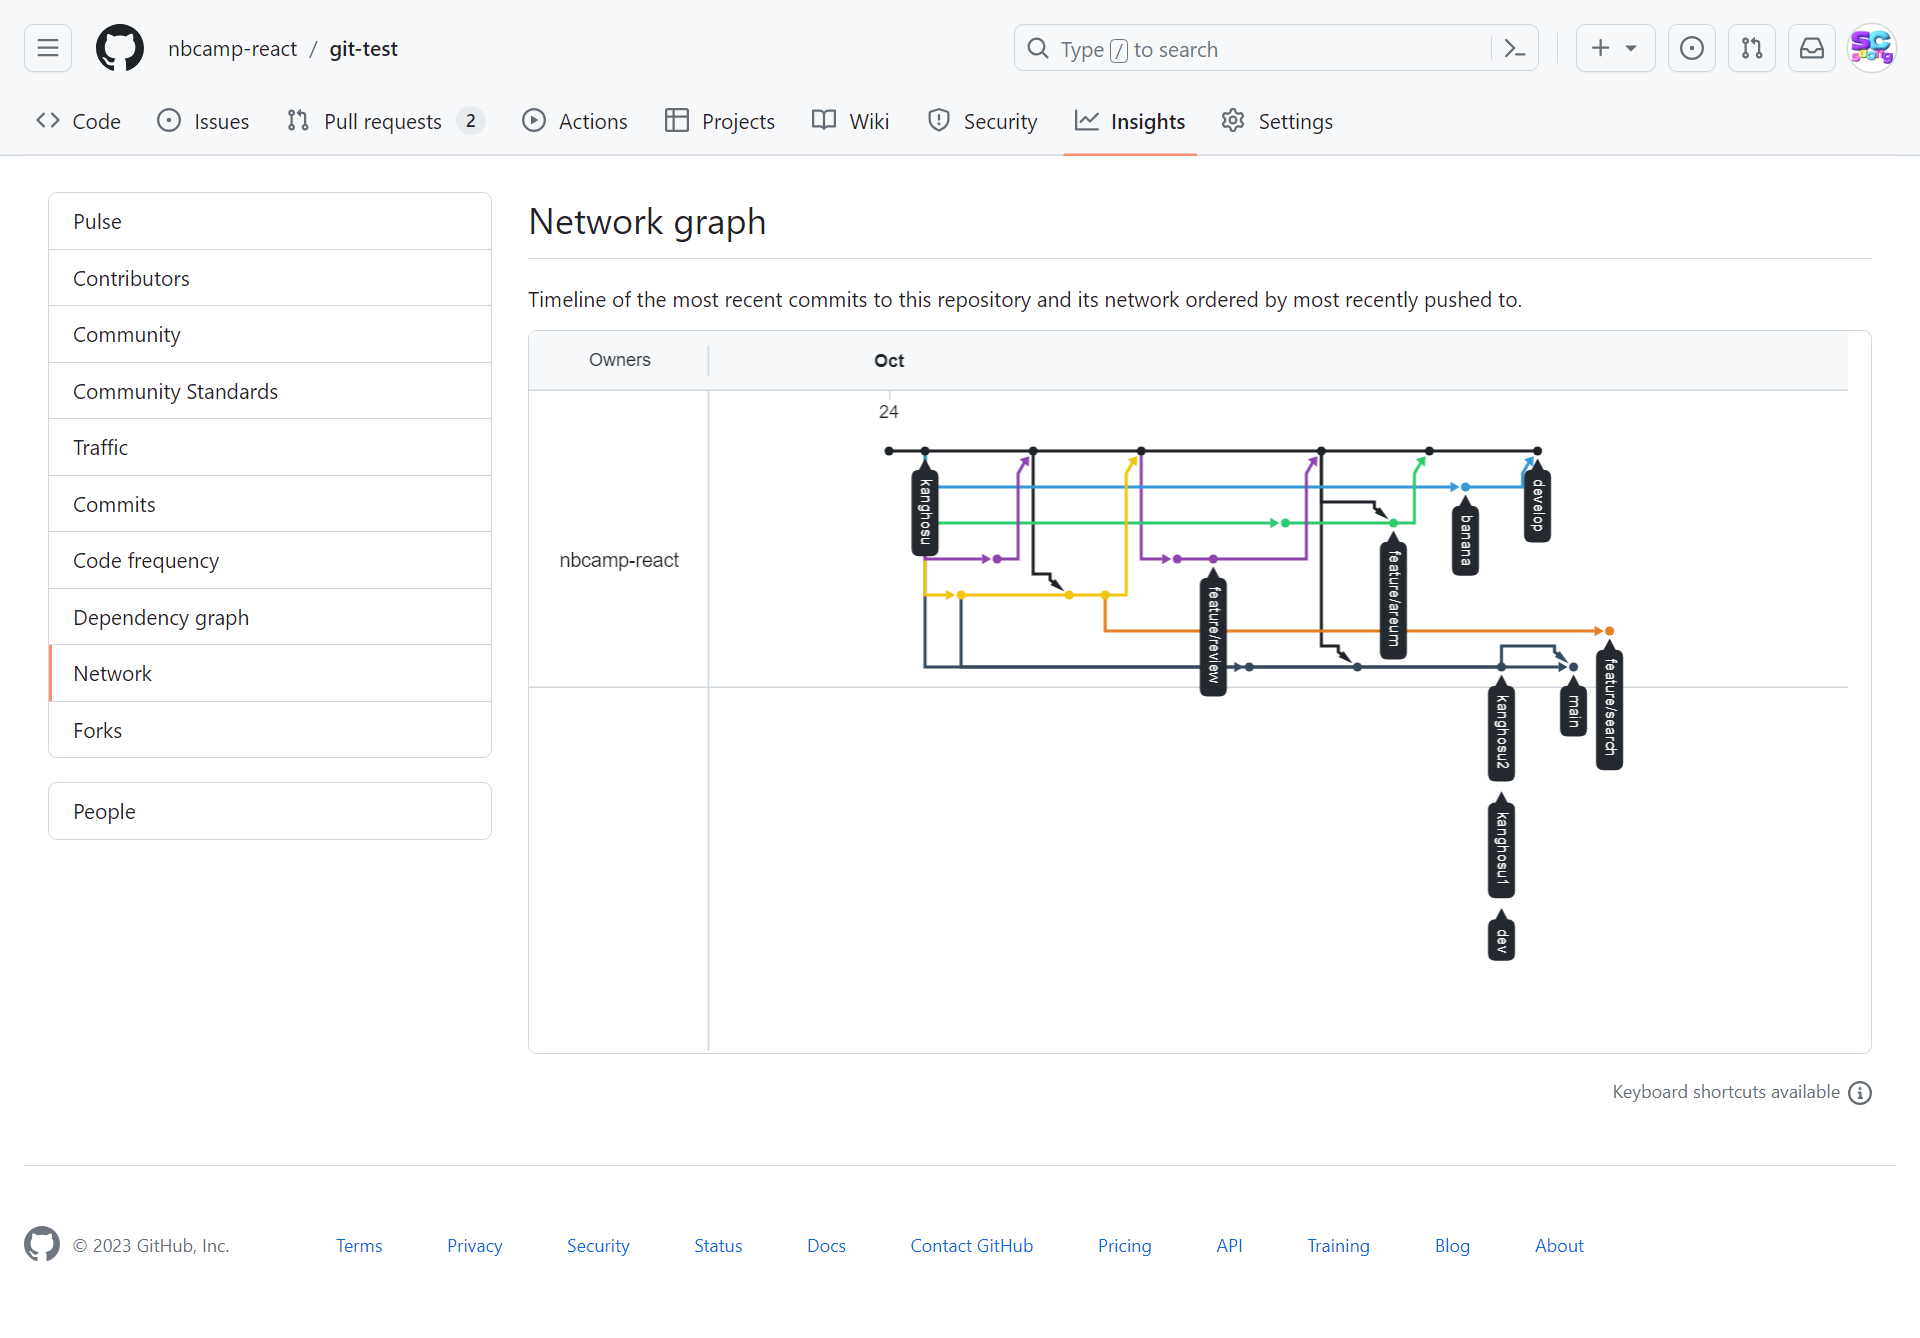 nbcamp-react / git-test
Type / to search
Code
Issues
Pull requests 2
Actions
Projects
Wiki
Security
Insights
Settings
Pulse
Contributors
Community
Community Standards
Traffic
Commits
Code frequency
Dependency graph
Network
Forks
People
Network graph
Timeline of the most recent commits to this repository and its network ordered by most recently pushed to.
Owners
Oct
24
nbcamp-react
kanghosu
develop
banana
feature/areum
feature/review
feature/search
main
kanghosu2
kanghosu1
dev
Keyboard shortcuts available
© 2023 GitHub, Inc.
Terms
Privacy
Security
Status
Docs
Contact GitHub
Pricing
API
Training
Blog
About